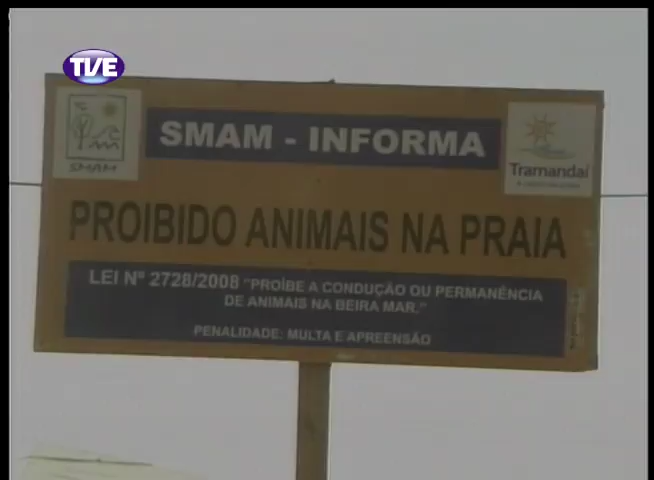 TVE
SMAM - INFORMA
SMAM
Tramandaí
PROIBIDO ANIMAIS NA PRAIA
LEI Nº 2728/2008 "PROÍBE A CONDUÇÃO OU PERMANÊNCIA
DE ANIMAIS NA BEIRA MAR."
PENALIDADE: MULTA E APREENSÃO